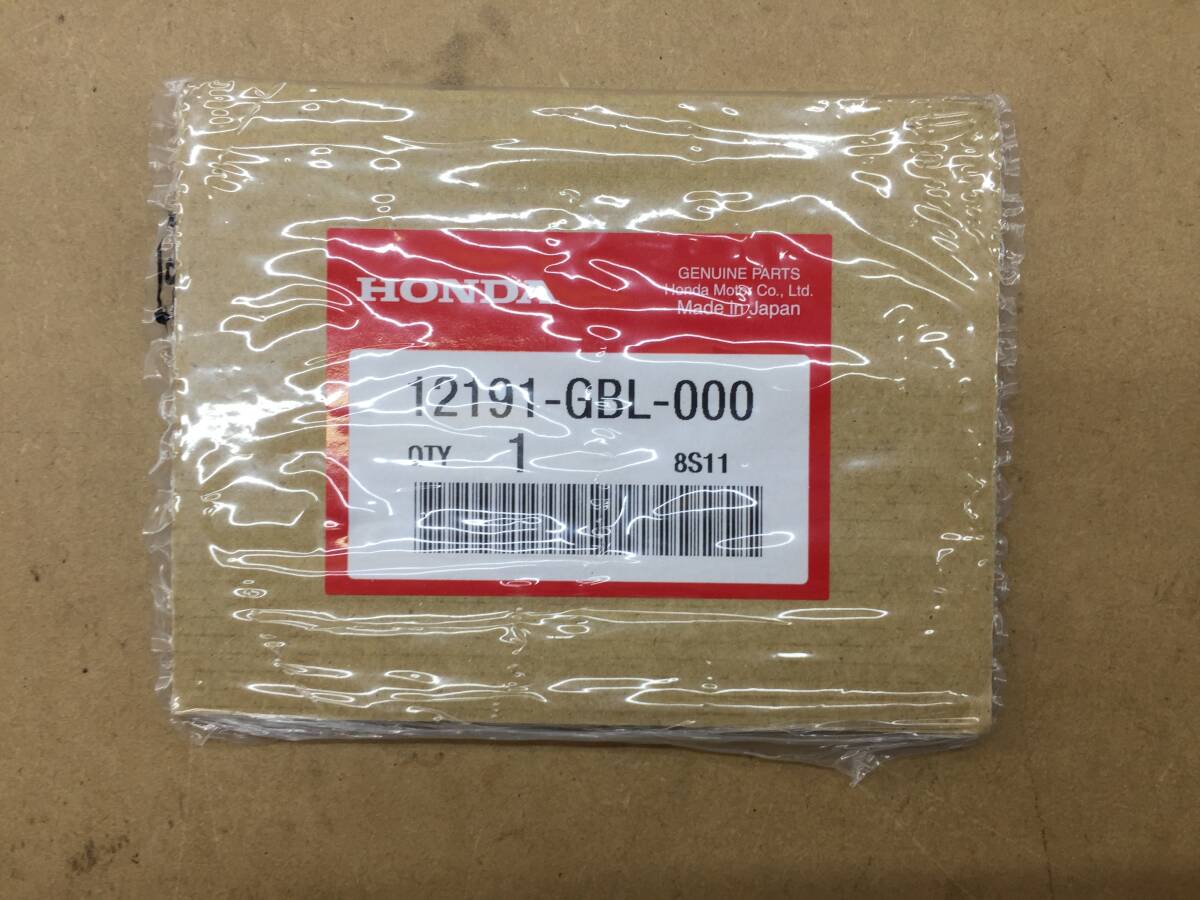 HONDA
GENUINE PARTS
Honda Motor Co., Ltd.
Made in Japan
12191-GBL-000
QTY 1 8S11